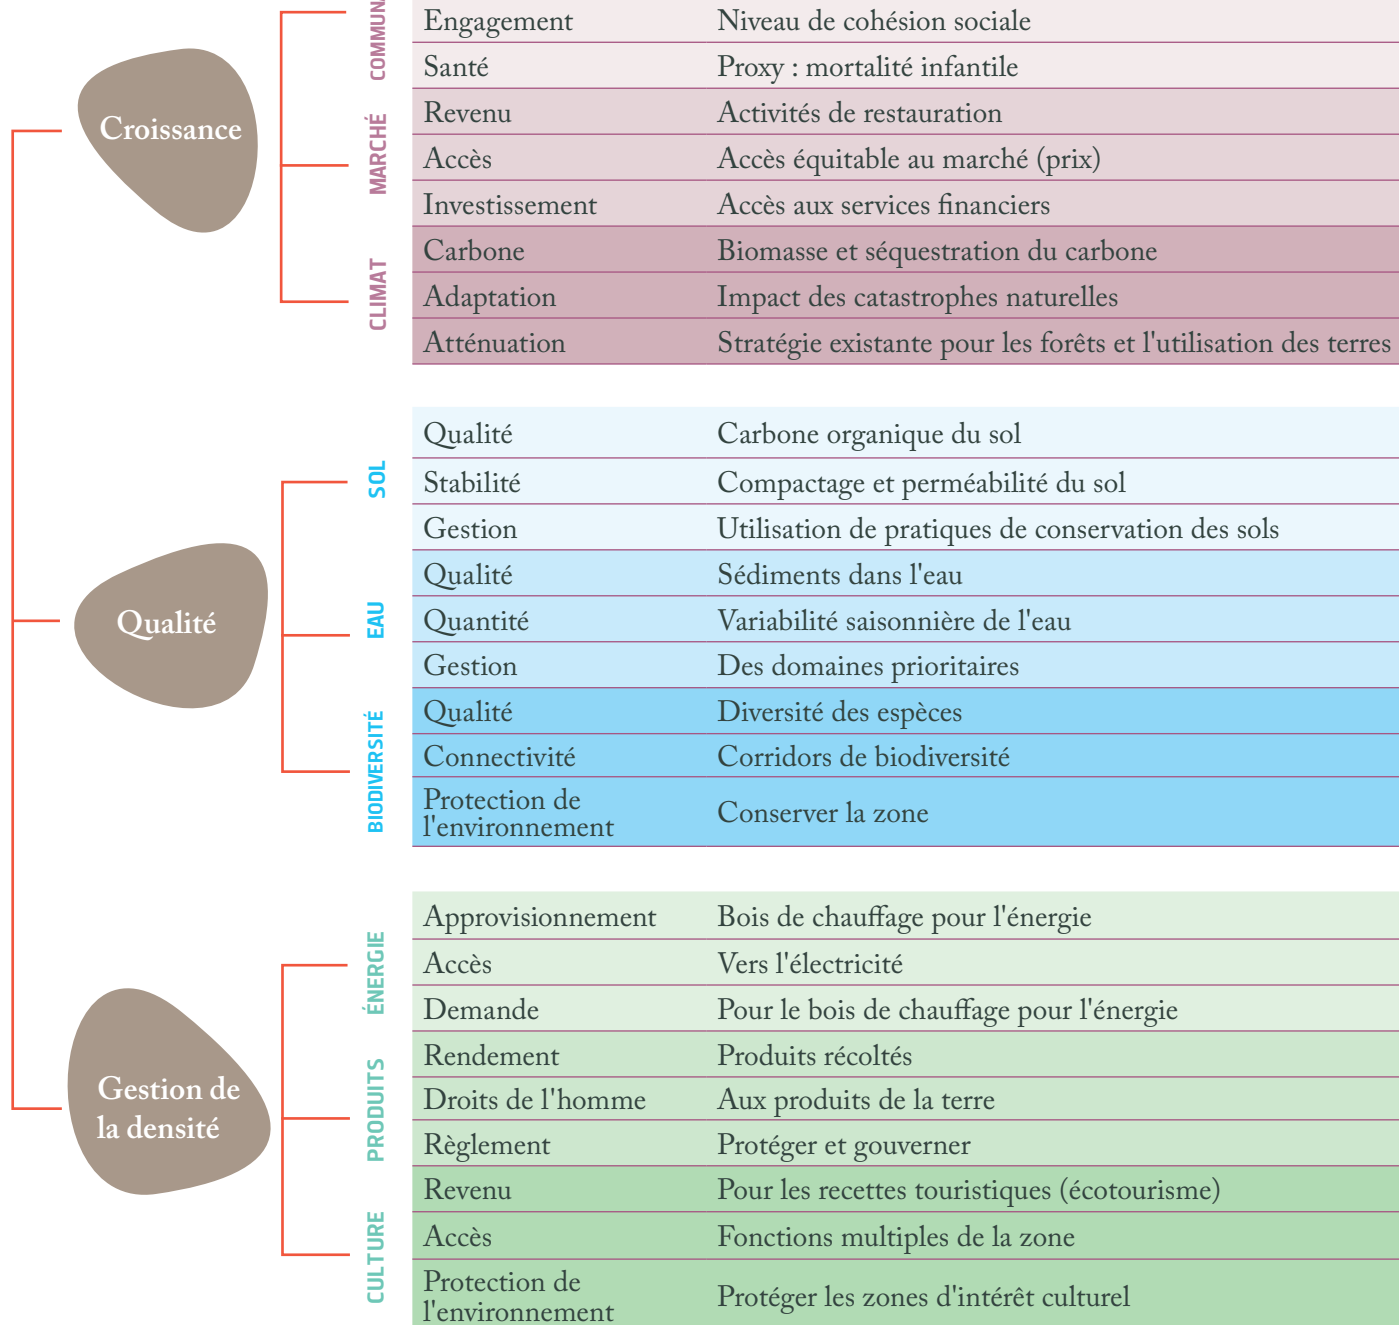 Croissance
Engagement Niveau de cohésion sociale
Santé Proxy : mortalité infantile
MARCHÉ
Revenu Activités de restauration
Accès Accès équitable au marché (prix)
Investissement Accès aux services financiers
CLIMAT
Carbone Biomasse et séquestration du carbone
Adaptation Impact des catastrophes naturelles
Atténuation Stratégie existante pour les forêts et l'utilisation des terres
Qualité
SOL
Qualité Carbone organique du sol
Stabilité Compactage et perméabilité du sol
Gestion Utilisation de pratiques de conservation des sols
EAU
Qualité Sédiments dans l'eau
Quantité Variabilité saisonnière de l'eau
Gestion Des domaines prioritaires
BIODIVERSITÉ
Qualité Diversité des espèces
Connectivité Corridors de biodiversité
Protection de
l'environnement Conserver la zone
Gestion de
la densité
ÉNERGIE
Approvisionnement Bois de chauffage pour l'énergie
Accès Vers l'électricité
Demande Pour le bois de chauffage pour l'énergie
PRODUITS
Rendement Produits récoltés
Droits de l'homme Aux produits de la terre
Règlement Protéger et gouverner
CULTURE
Revenu Pour les recettes touristiques (écotourisme)
Accès Fonctions multiples de la zone
Protection de
l'environnement Protéger les zones d'intérêt culturel